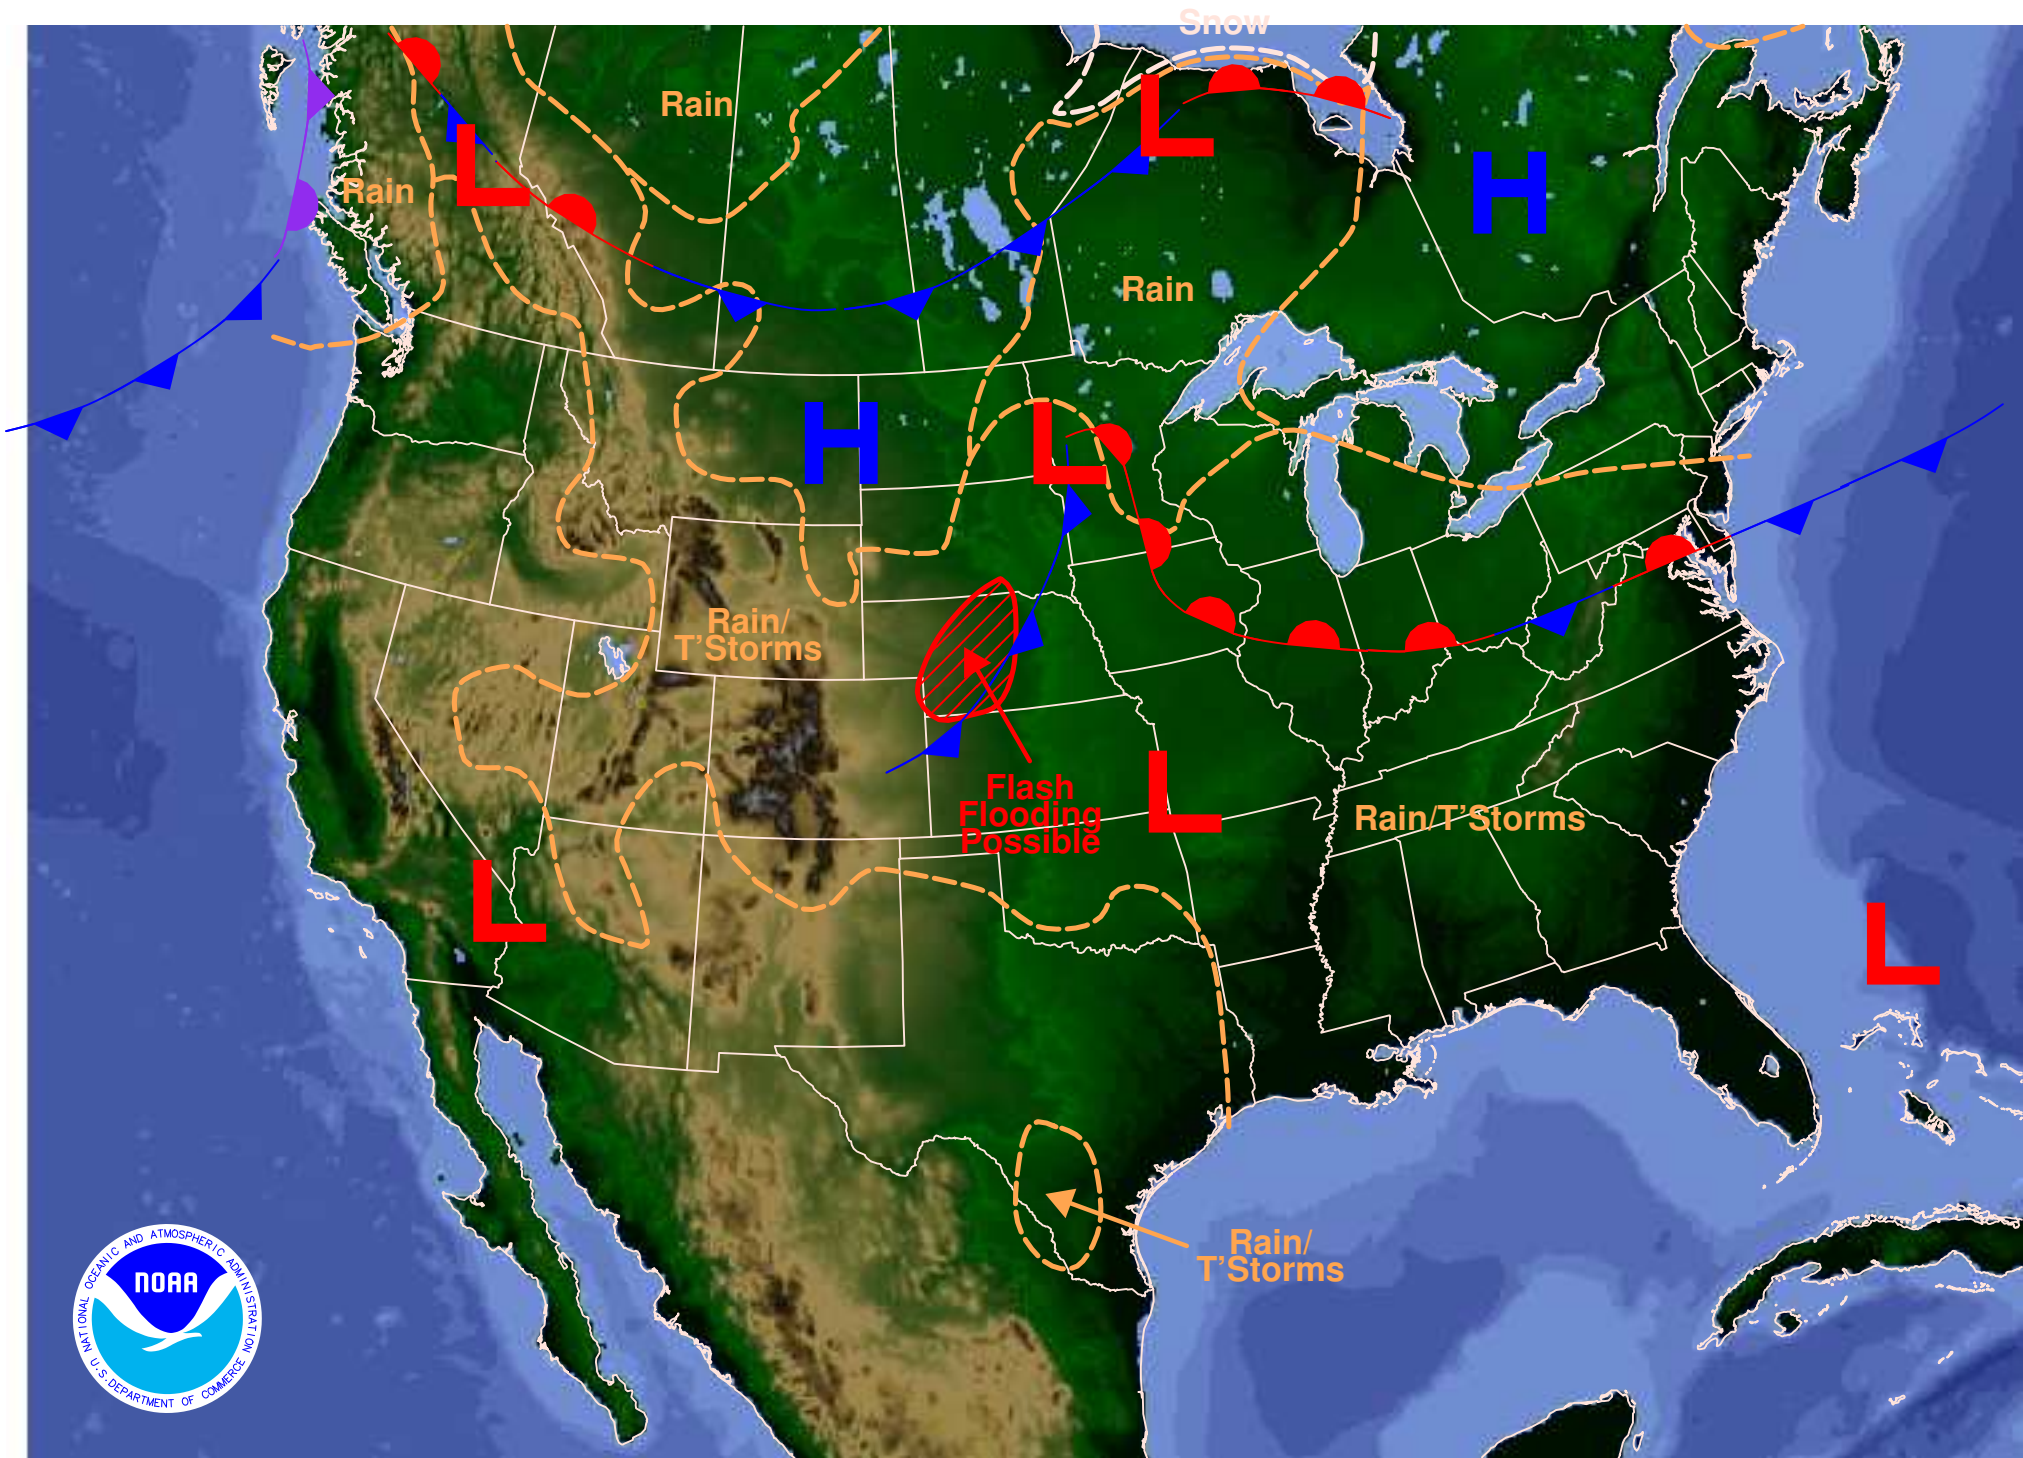 Snow
L
Rain
L
Rain
H
Rain
L
H
Rain/
T'Storms
Flash
Flooding
Possible
L
Rain/T'Storms
L
L
Rain/
T'Storms
NATIONAL OCEANIC AND ATMOSPHERIC ADMINISTRATION
NOAA
U.S. DEPARTMENT OF COMMERCE